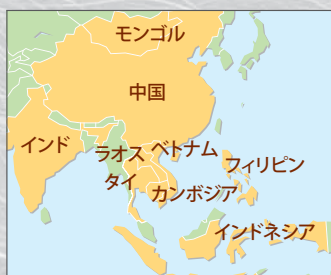 モンゴル
中国
インド
ラオス
ベトナム
フィリピン
タイ
カンボジア
インドネシア